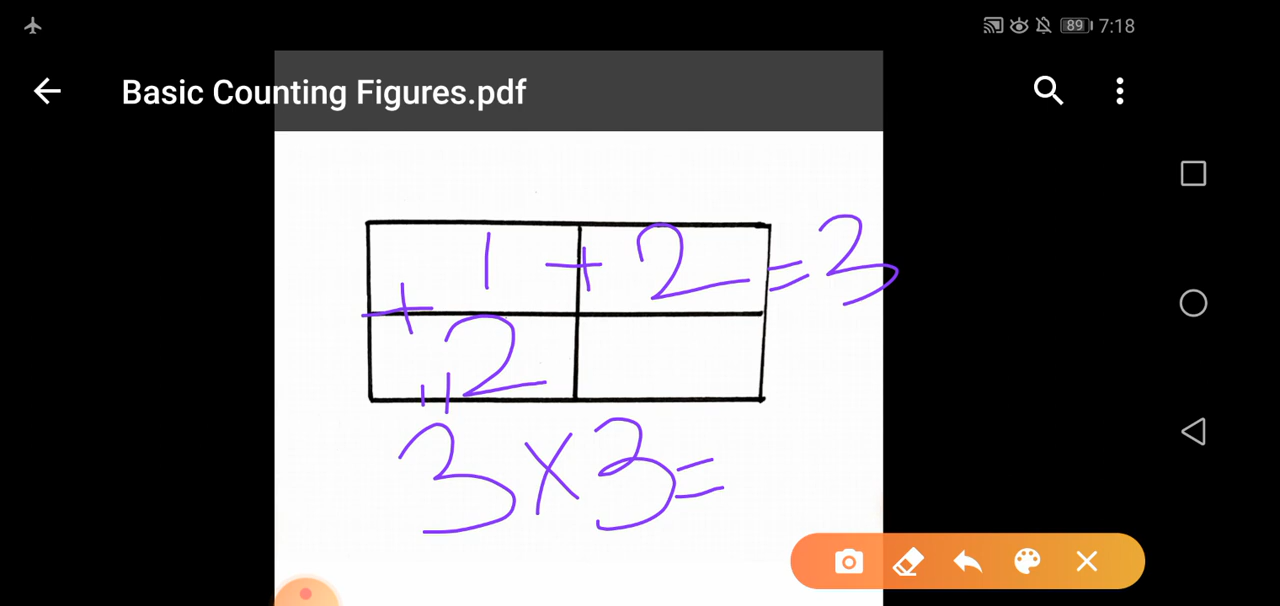 89 7:18
Basic Counting Figures.pdf
1 + 2 = 3
+
2
"
3 × 3 =